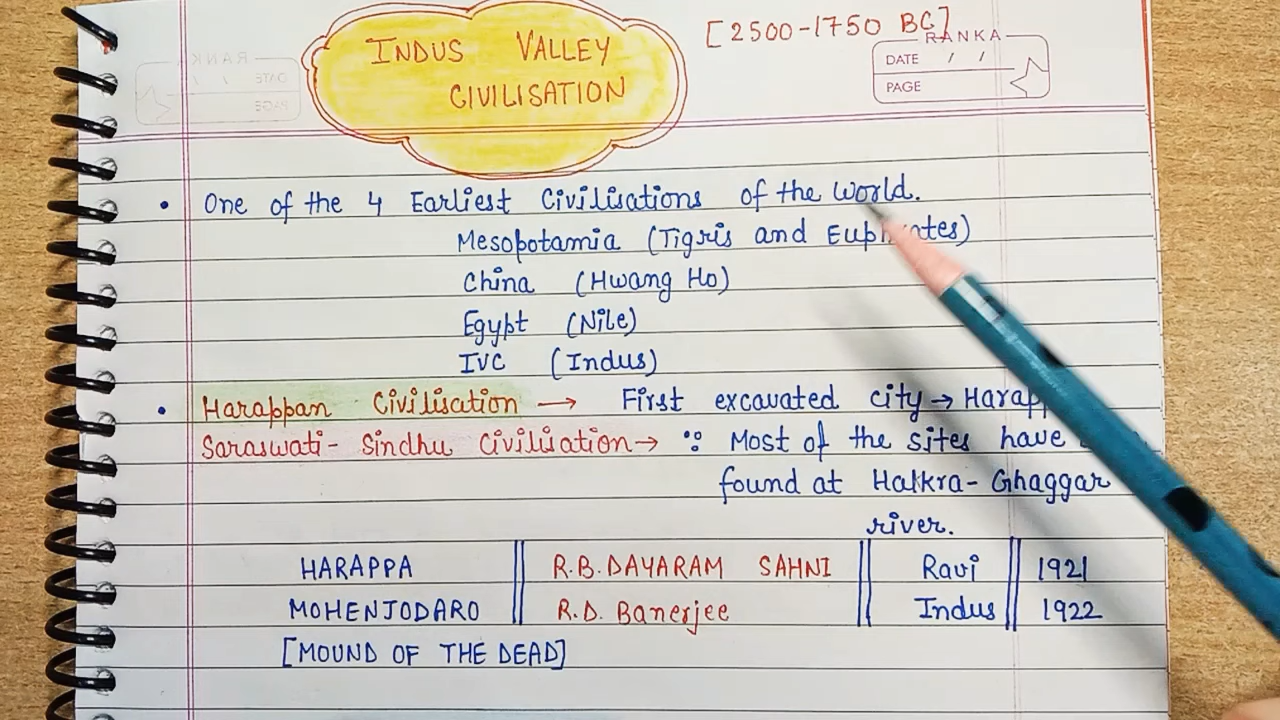 INDUS VALLEY
CIVILISATION
[2500-1750 BC]
RANKA
DATE / /
PAGE
• One of the 4 Earliest Civilisations of the World.
Mesopotamia (Tigris and
China (Hwang Ho)
Egypt (Nile)
IVC (Indus)
• Harappan Civilisation → First excavated city →
Saraswati-Sindhu Civilisation → ∵ Most of the sites have
found at Halkra-Ghaggar
river.
HARAPPA R.B. DAYARAM SAHNI Ravi 1921
MOHENJODARO R.D. Banerjee Indus 1922
[MOUND OF THE DEAD]